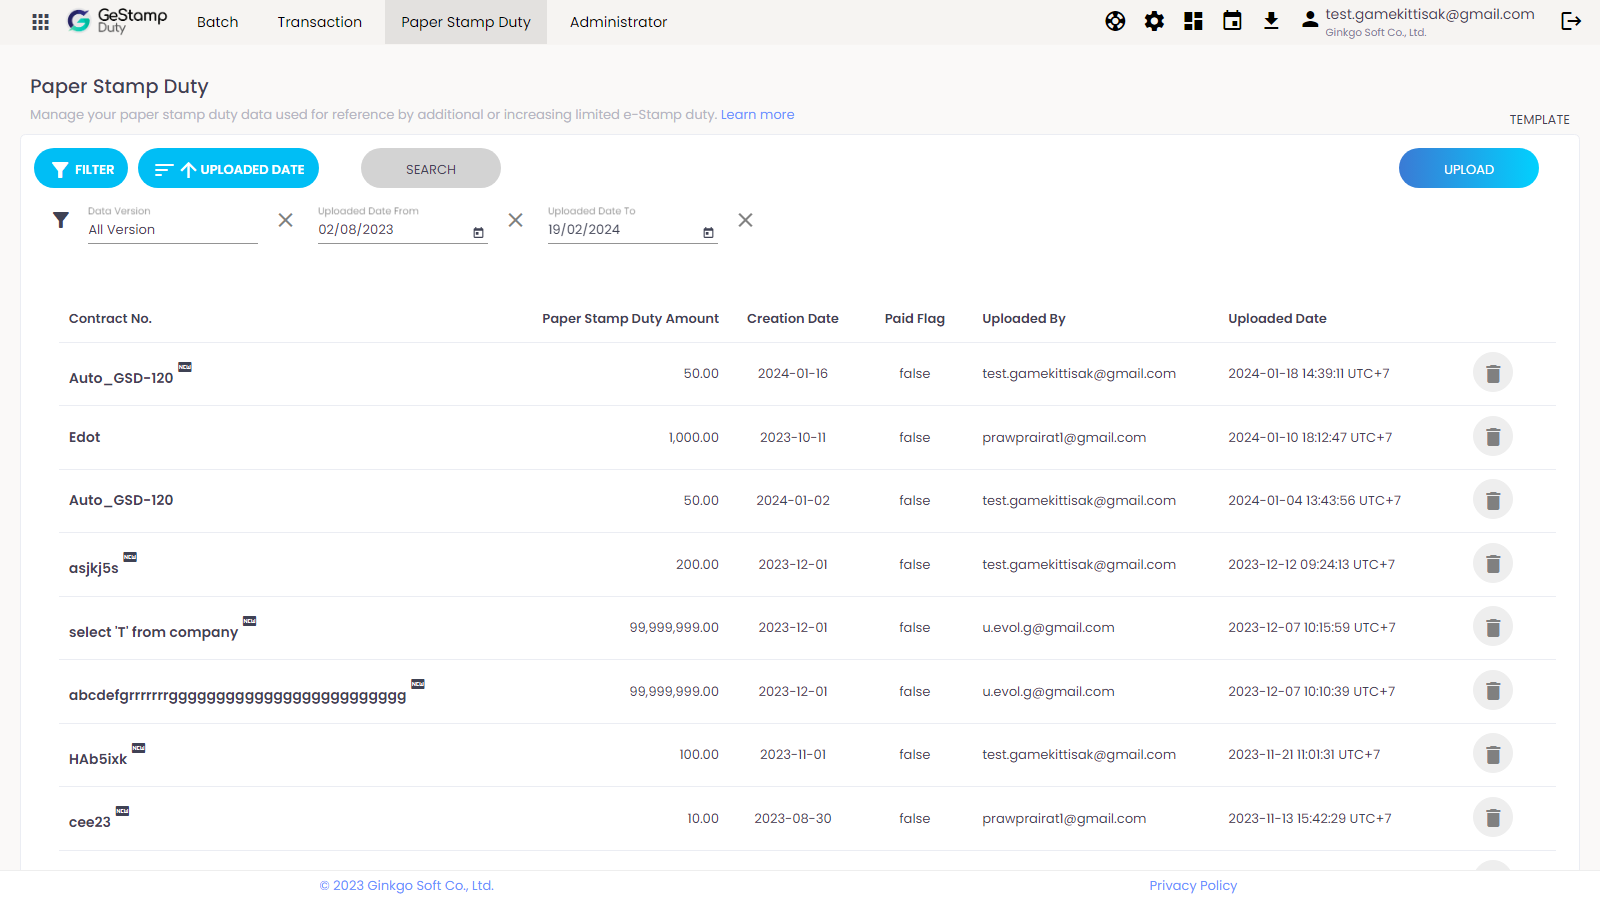 GeStamp
Duty
Batch
Transaction
Paper Stamp Duty
Administrator
test.gamekittisak@gmail.com
Ginkgo Soft Co., Ltd.
Paper Stamp Duty
Manage your paper stamp duty data used for reference by additional or increasing limited e-Stamp duty. Learn more
TEMPLATE
FILTER
UPLOADED DATE
SEARCH
UPLOAD
Data Version
All Version
Uploaded Date From
02/08/2023
Uploaded Date To
19/02/2024
Contract No. Paper Stamp Duty Amount Creation Date Paid Flag Uploaded By Uploaded Date
Auto_GSD-120 NEW 50.00 2024-01-16 false test.gamekittisak@gmail.com 2024-01-18 14:39:11 UTC+7
Edot 1,000.00 2023-10-11 false prawprairat1@gmail.com 2024-01-10 18:12:47 UTC+7
Auto_GSD-120 50.00 2024-01-02 false test.gamekittisak@gmail.com 2024-01-04 13:43:56 UTC+7
asjkj5s NEW 200.00 2023-12-01 false test.gamekittisak@gmail.com 2023-12-12 09:24:13 UTC+7
select 'T' from company NEW 99,999,999.00 2023-12-01 false u.evol.g@gmail.com 2023-12-07 10:15:59 UTC+7
abcdefgrrrrrrrggggggggggggggggggggggggg NEW 99,999,999.00 2023-12-01 false u.evol.g@gmail.com 2023-12-07 10:10:39 UTC+7
HAb5ixk NEW 100.00 2023-11-01 false test.gamekittisak@gmail.com 2023-11-21 11:01:31 UTC+7
cee23 NEW 10.00 2023-08-30 false prawprairat1@gmail.com 2023-11-13 15:42:29 UTC+7
© 2023 Ginkgo Soft Co., Ltd.
Privacy Policy